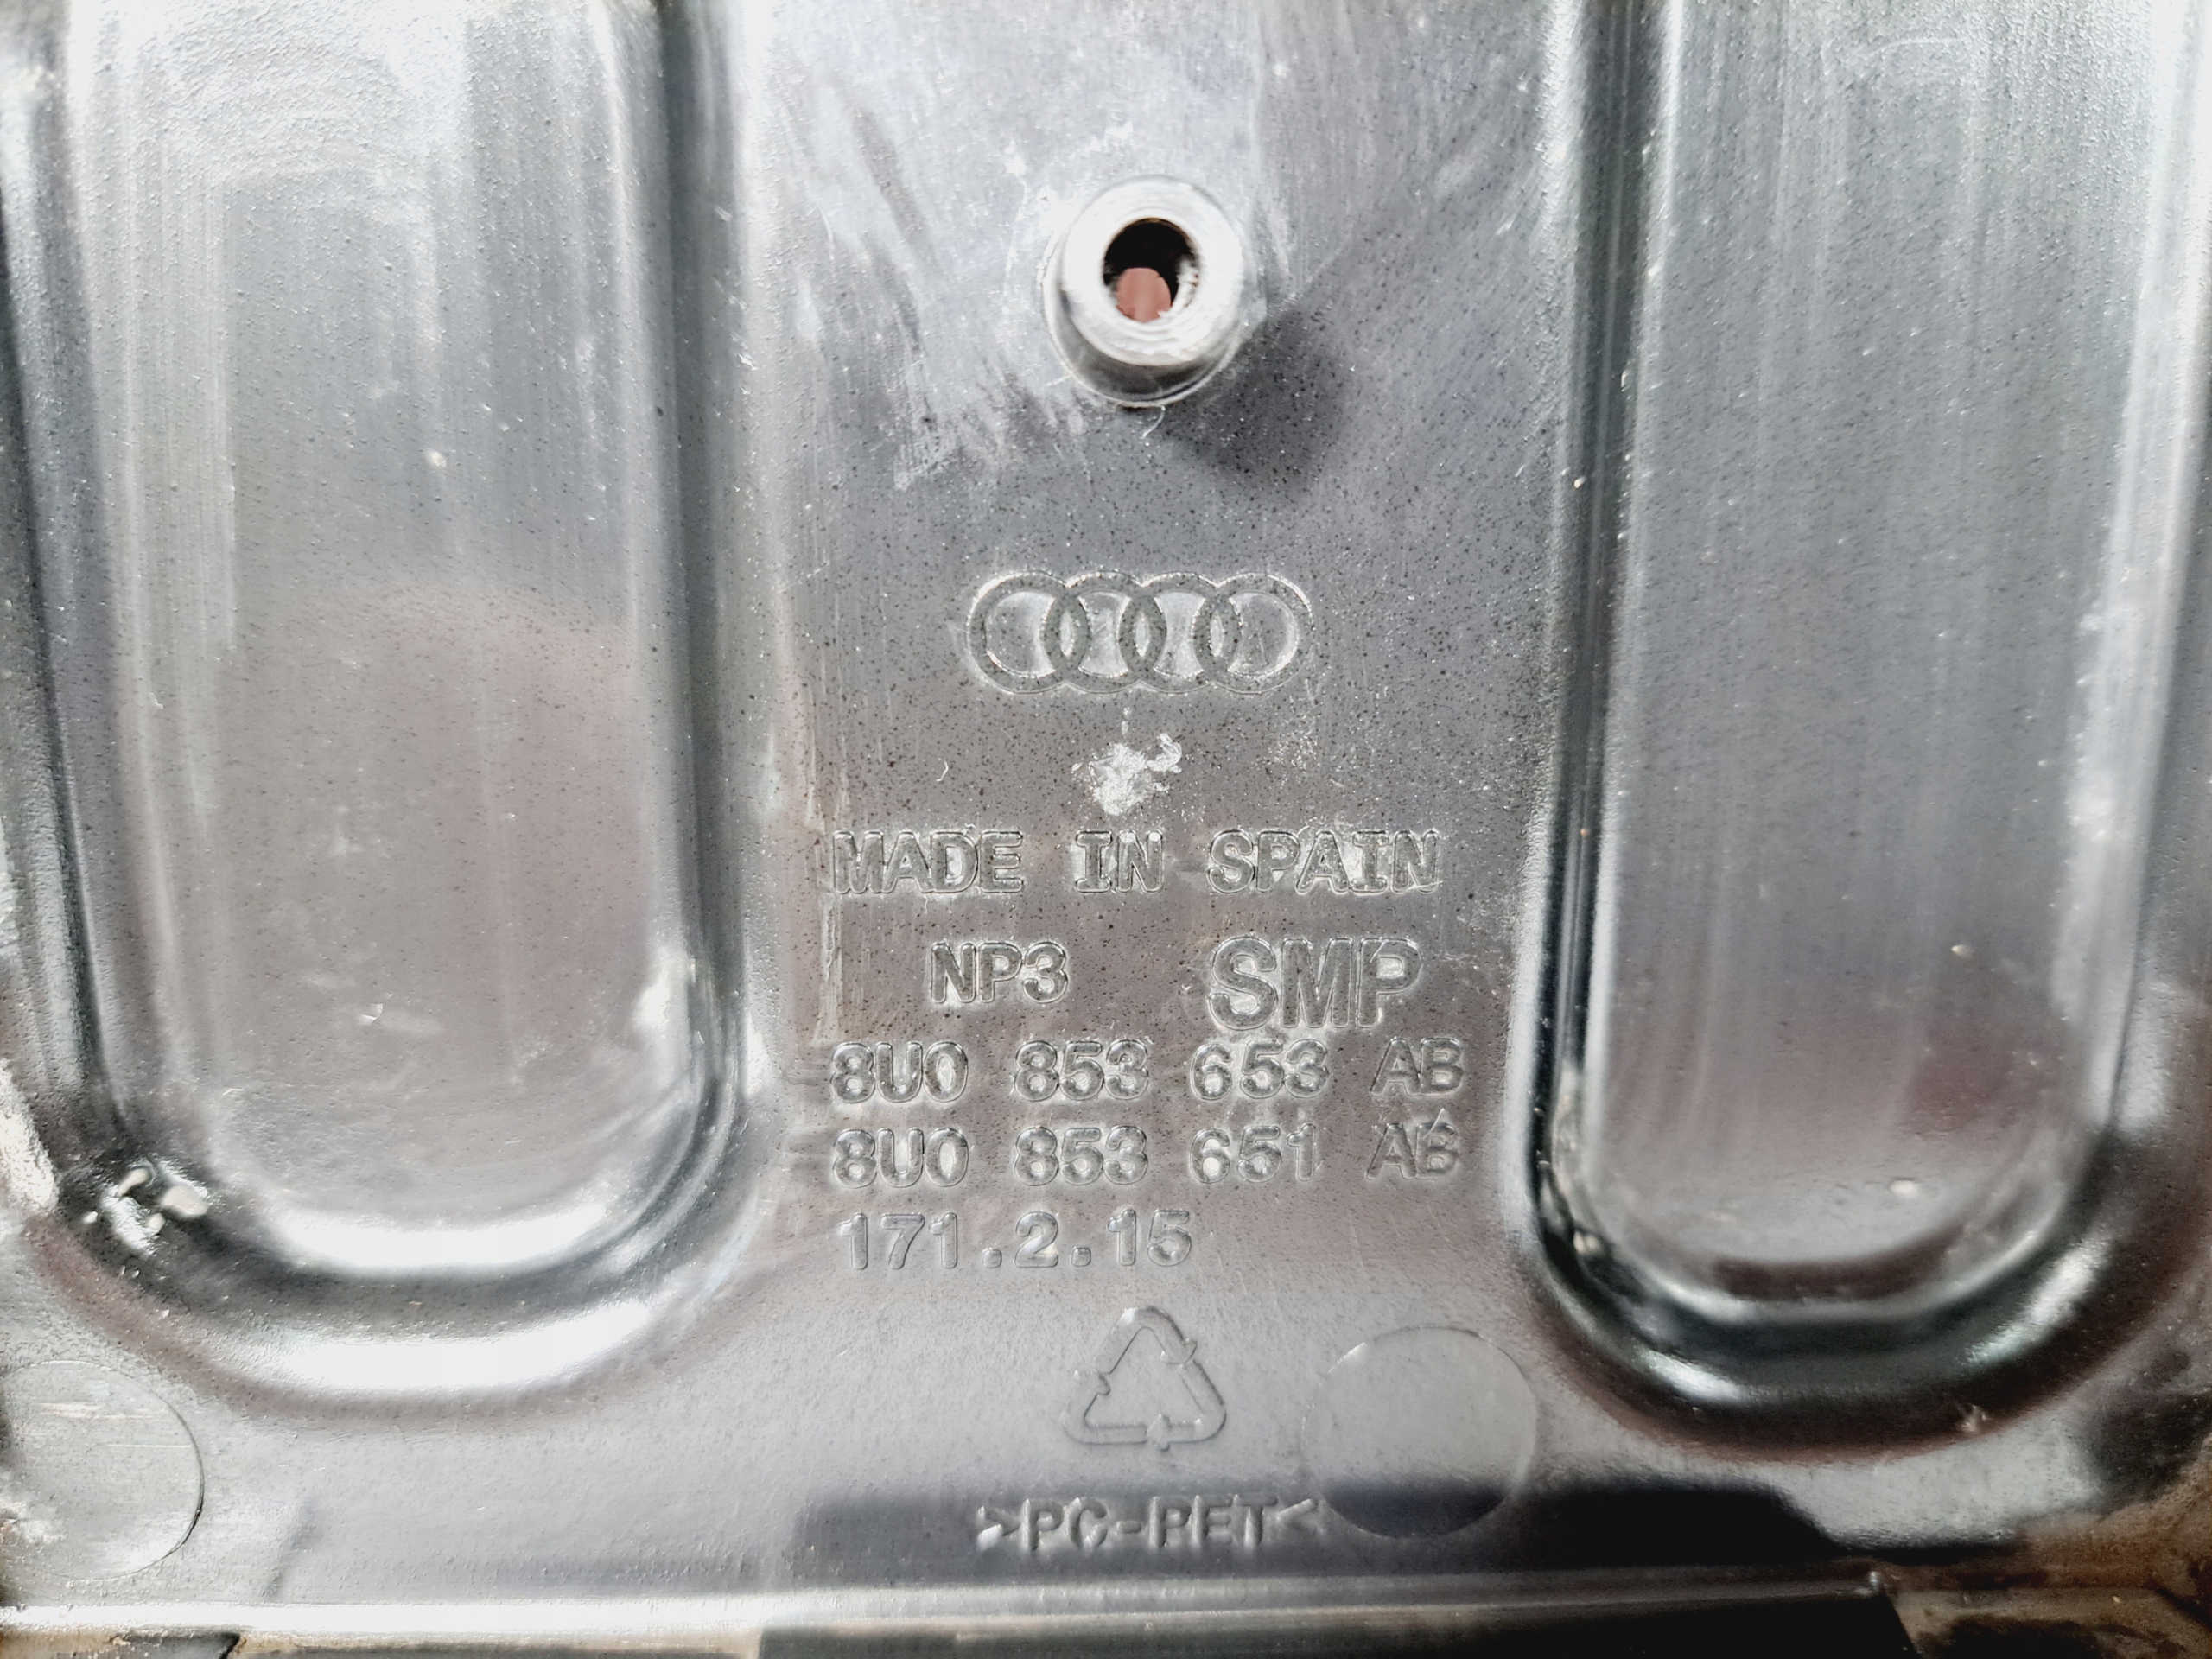 MADE IN SPAIN
NP3 SMP
8U0 853 653 AB
8U0 853 651 AB
171.2.15
>PC-PET<